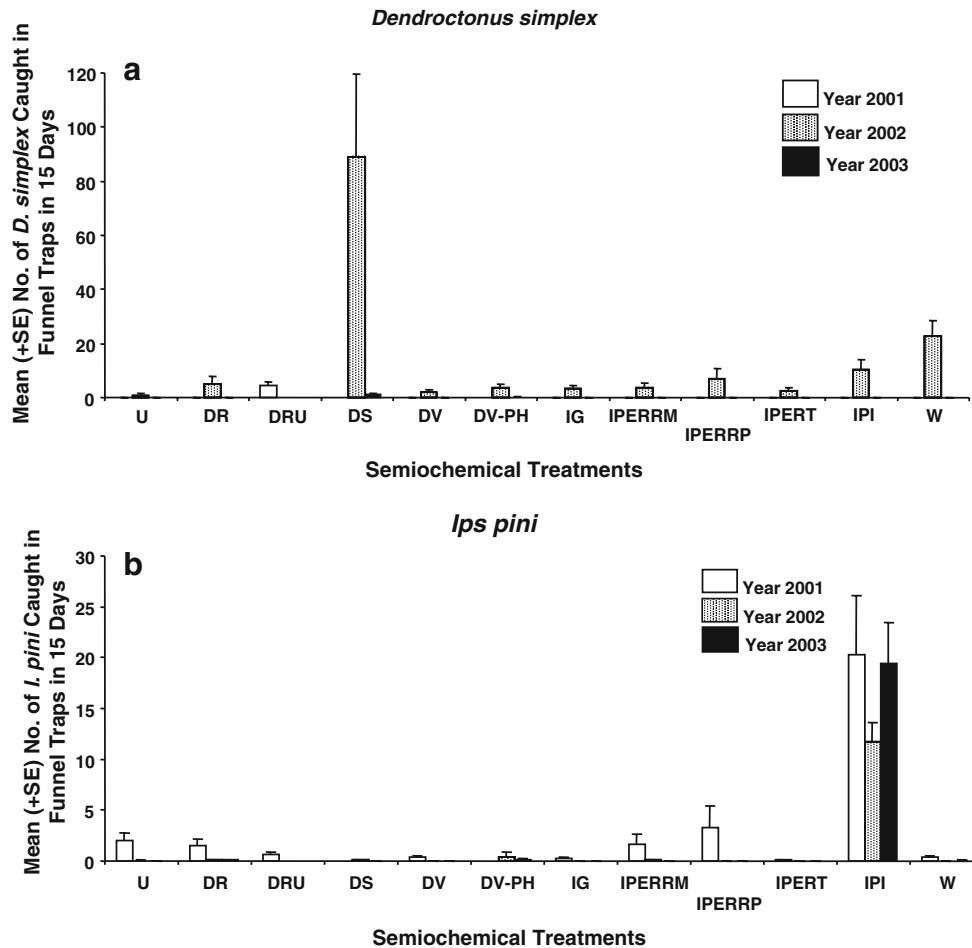 Dendroctonus simplex
a
Mean (+SE) No. of D. simplex Caught in
Funnel Traps in 15 Days
120
100
80
60
40
20
0
Year 2001
Year 2002
Year 2003
U DR DRU DS DV DV-PH IG IPERRM IPERRP IPERT IPI W
Semiochemical Treatments
Ips pini
b
Mean (+SE) No. of I. pini Caught in
Funnel Traps in 15 Days
30
25
20
15
10
5
0
Year 2001
Year 2002
Year 2003
U DR DRU DS DV DV-PH IG IPERRM IPERRP IPERT IPI W
Semiochemical Treatments